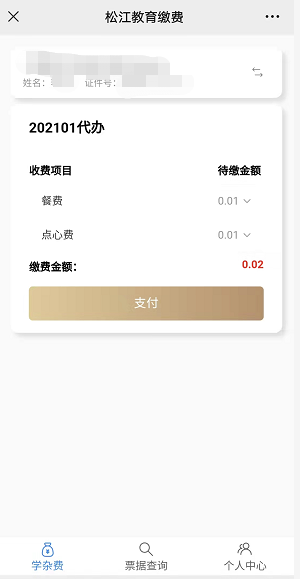 松江教育缴费
姓名： 证件号：
202101代办
收费项目 待缴金额
餐费 0.01
点心费 0.01
缴费金额： 0.02
支付
学杂费 票据查询 个人中心